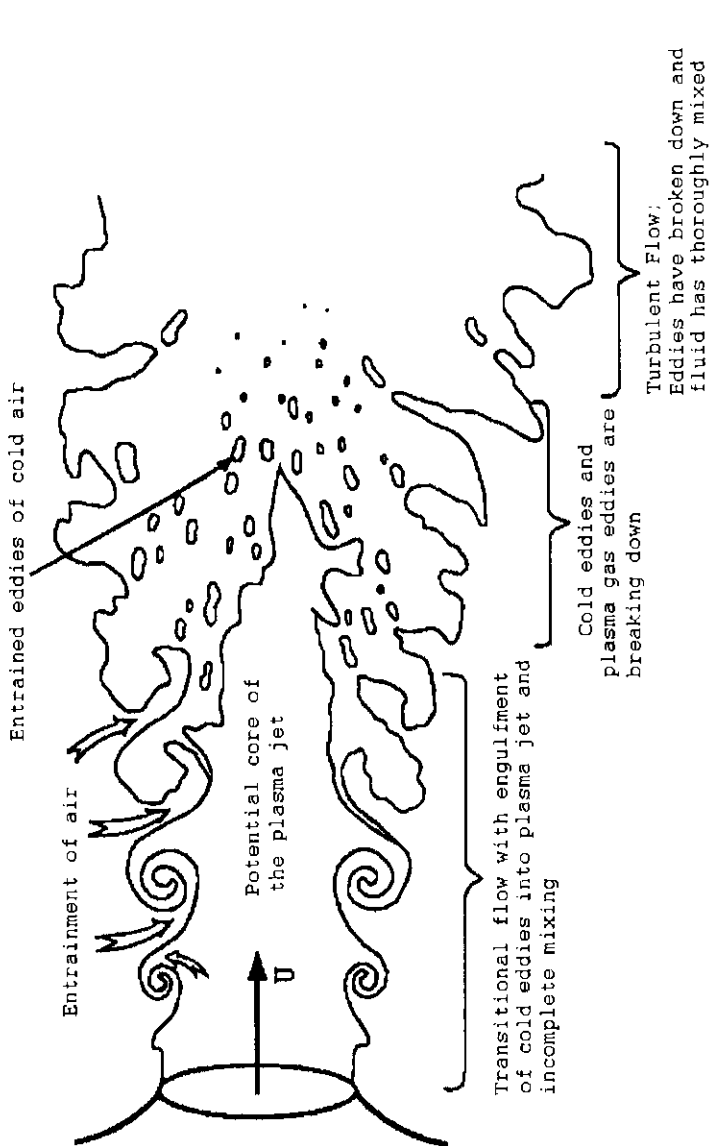 Entrained eddies of cold air
Entrainment of air
Potential core of
the plasma jet
U
Transitional flow with engulfment
of cold eddies into plasma jet and
incomplete mixing
Cold eddies and
plasma gas eddies are
breaking down
Turbulent Flow;
Eddies have broken down and
fluid has thoroughly mixed